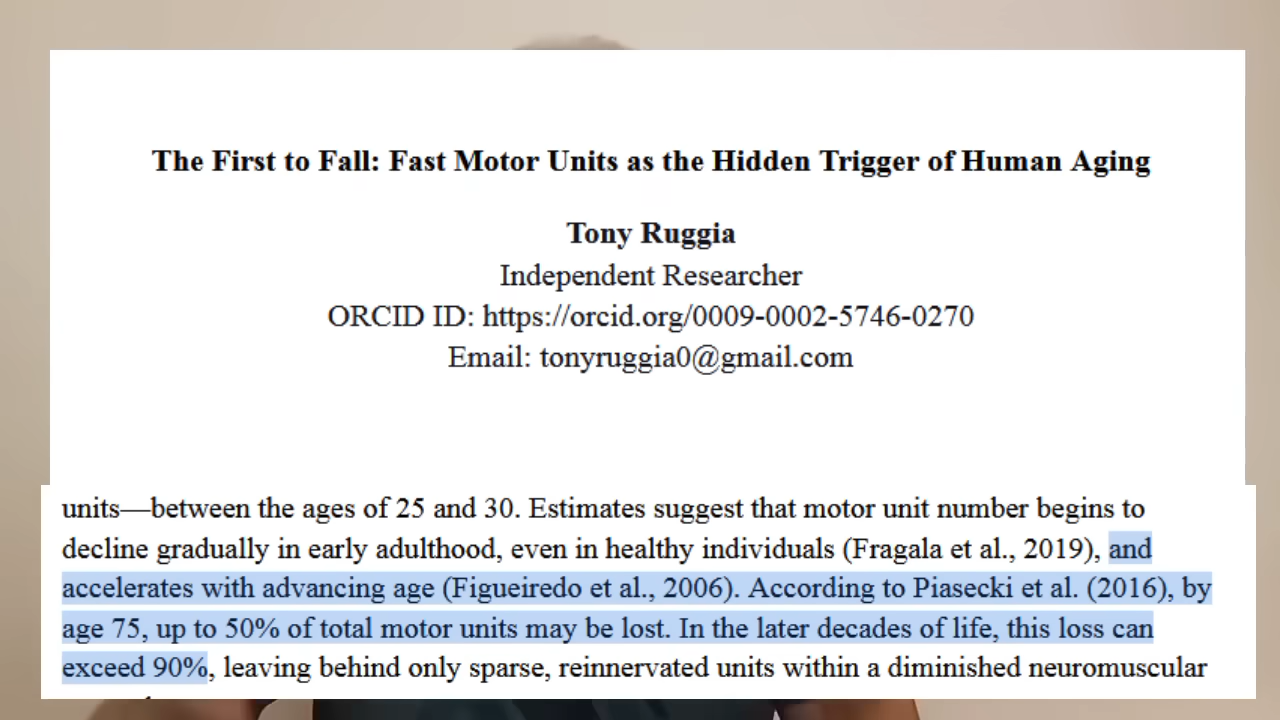 The First to Fall: Fast Motor Units as the Hidden Trigger of Human Aging
Tony Ruggia
Independent Researcher
ORCID ID: https://orcid.org/0009-0002-5746-0270
Email: tonyruggia0@gmail.com
units—between the ages of 25 and 30. Estimates suggest that motor unit number begins to
decline gradually in early adulthood, even in healthy individuals (Fragala et al., 2019), and
accelerates with advancing age (Figueiredo et al., 2006). According to Piasecki et al. (2016), by
age 75, up to 50% of total motor units may be lost. In the later decades of life, this loss can
exceed 90%, leaving behind only sparse, reinnervated units within a diminished neuromuscular